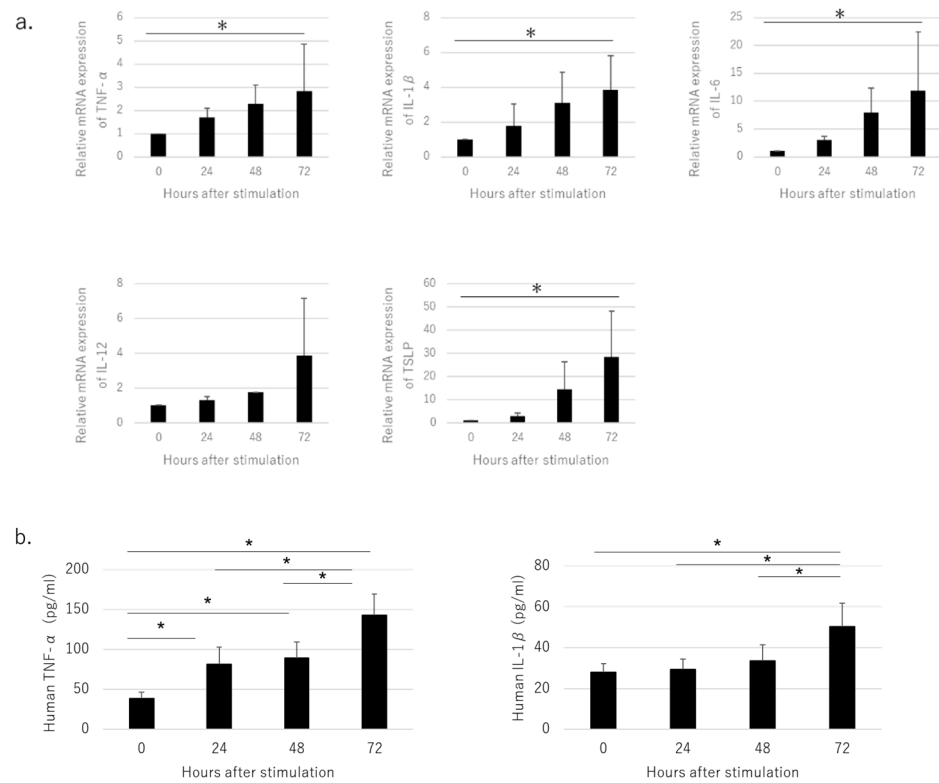 a.
Relative mRNA expression
of TNF-α
6
5
4
3
2
1
0
*
0 24 48 72
Hours after stimulation
Relative mRNA expression
of IL-1β
8
6
4
2
0
*
0 24 48 72
Hours after stimulation
Relative mRNA expression
of IL-6
25
20
15
10
5
0
*
0 24 48 72
Hours after stimulation
Relative mRNA expression
of IL-12
8
6
4
2
0
0 24 48 72
Hours after stimulation
Relative mRNA expression
of TSLP
60
50
40
30
20
10
0
*
0 24 48 72
Hours after stimulation
b.
Human TNF-α (pg/ml)
200
150
100
50
0
*
*
*
*
*
0 24 48 72
Hours after stimulation
Human IL-1β (pg/ml)
80
60
40
20
0
*
*
*
0 24 48 72
Hours after stimulation